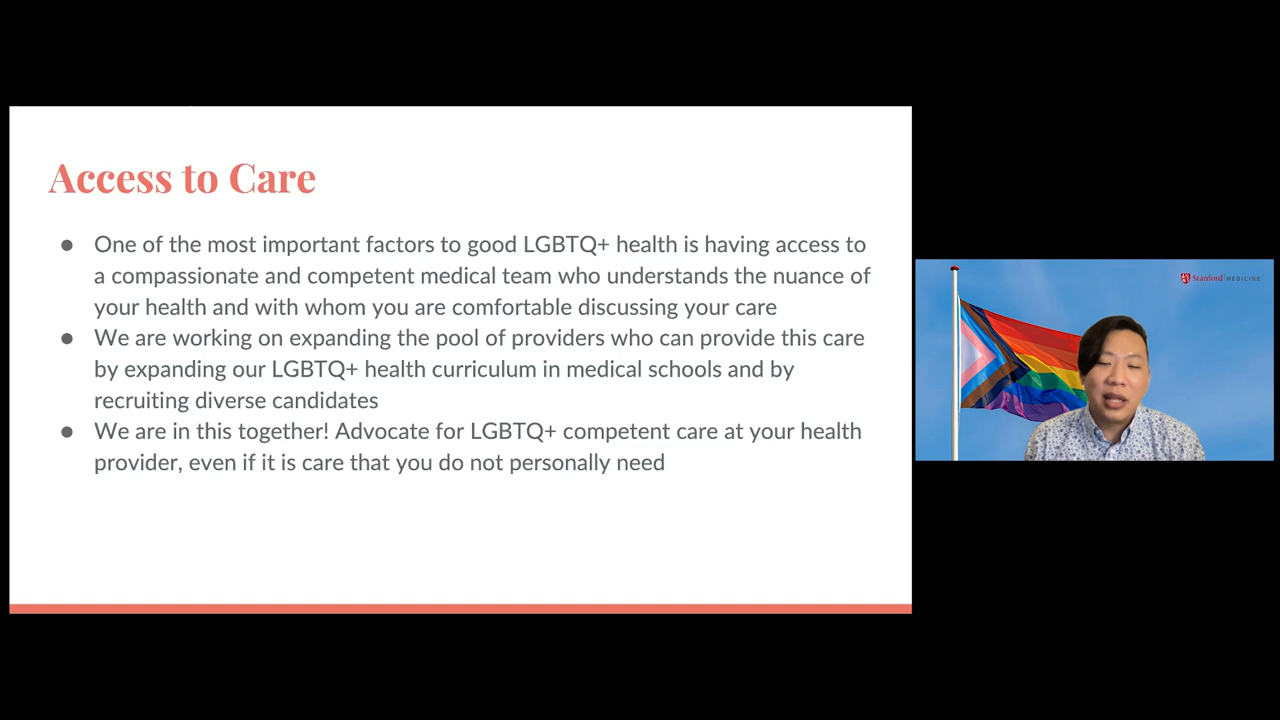 Access to Care
● One of the most important factors to good LGBTQ+ health is having access to
a compassionate and competent medical team who understands the nuance of
your health and with whom you are comfortable discussing your care
● We are working on expanding the pool of providers who can provide this care
by expanding our LGBTQ+ health curriculum in medical schools and by
recruiting diverse candidates
● We are in this together! Advocate for LGBTQ+ competent care at your health
provider, even if it is care that you do not personally need
Stanford MEDICINE